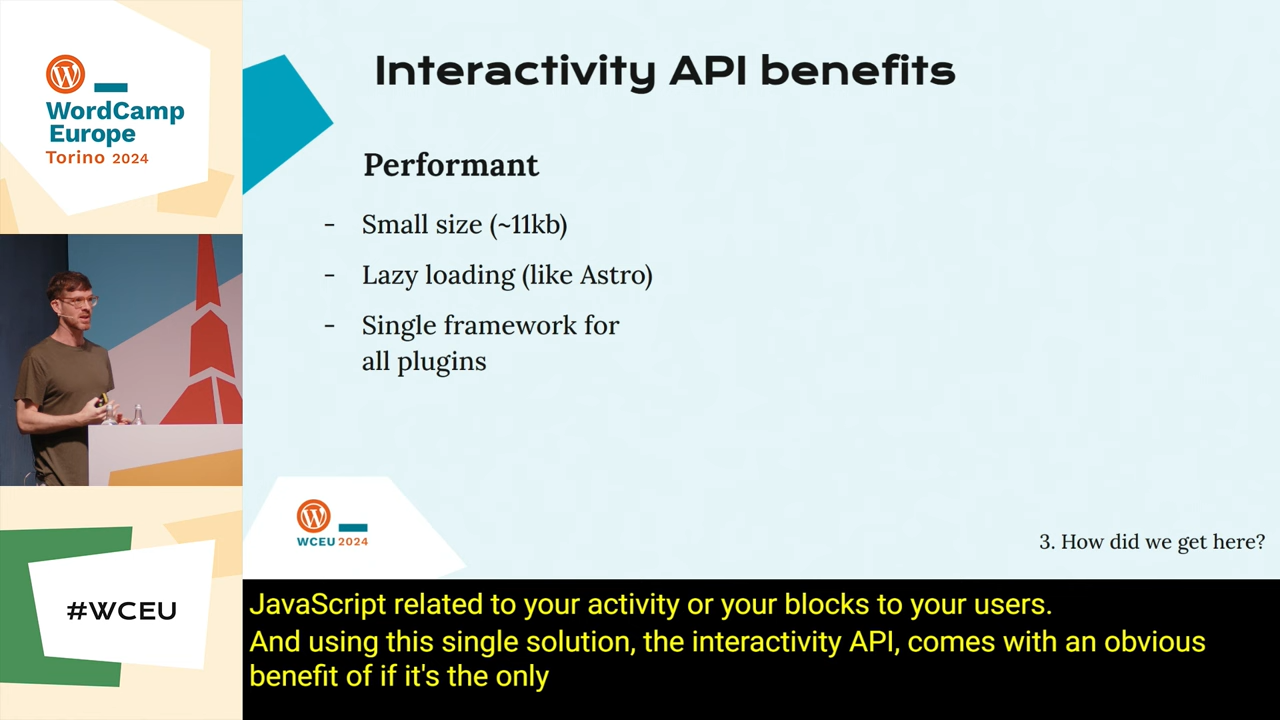 WordCamp
Europe
Torino 2024
Interactivity API benefits
Performant
- Small size (~11kb)
- Lazy loading (like Astro)
- Single framework for
all plugins
WCEU 2024
3. How did we get here?
#WCEU
JavaScript related to your activity or your blocks to your users.
And using this single solution, the interactivity API, comes with an obvious
benefit of if it's the only